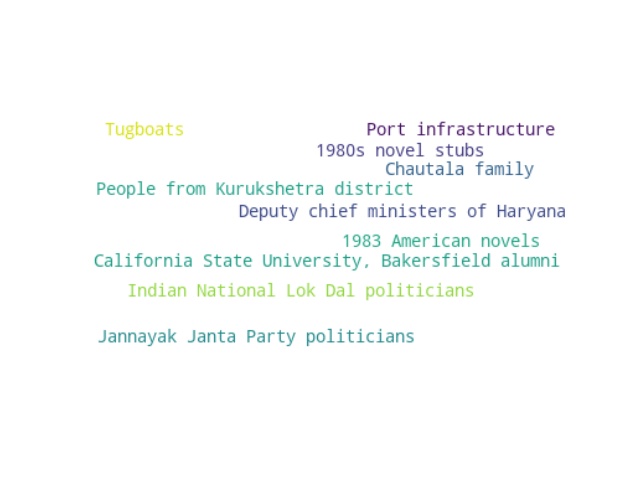 Tugboats Port infrastructure
1980s novel stubs
Chautala family
People from Kurukshetra district
Deputy chief ministers of Haryana
1983 American novels
California State University, Bakersfield alumni
Indian National Lok Dal politicians
Jannayak Janta Party politicians